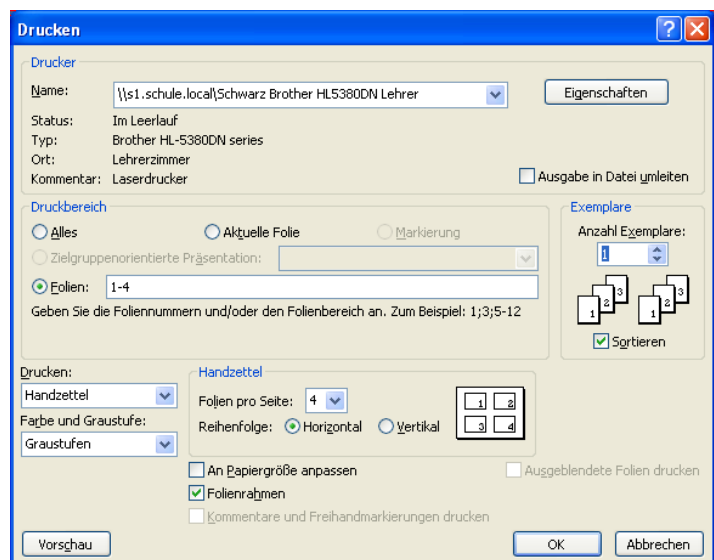 Drucken
Drucker
Name: \\s1.schule.local\Schwarz Brother HL5380DN Lehrer Eigenschaften
Status: Im Leerlauf
Typ: Brother HL-5380DN series
Ort: Lehrerzimmer
Kommentar: Laserdrucker Ausgabe in Datei umleiten
Druckbereich Exemplare
Alles Aktuelle Folie Markierung Anzahl Exemplare:
Zielgruppenorientierte Präsentation: 1
Folien: 1-4
Geben Sie die Foliennummern und/oder den Folienbereich an. Zum Beispiel: 1;3;5-12
1 2 3 1 2 3
Sortieren
Drucken: Handzettel
Handzettel Folien pro Seite: 4 1 2
Farbe und Graustufe: Reihenfolge: Horizontal Vertikal 3 4
Graustufen
An Papiergröße anpassen Ausgeblendete Folien drucken
Folienrahmen
Kommentare und Freihandmarkierungen drucken
Vorschau OK Abbrechen